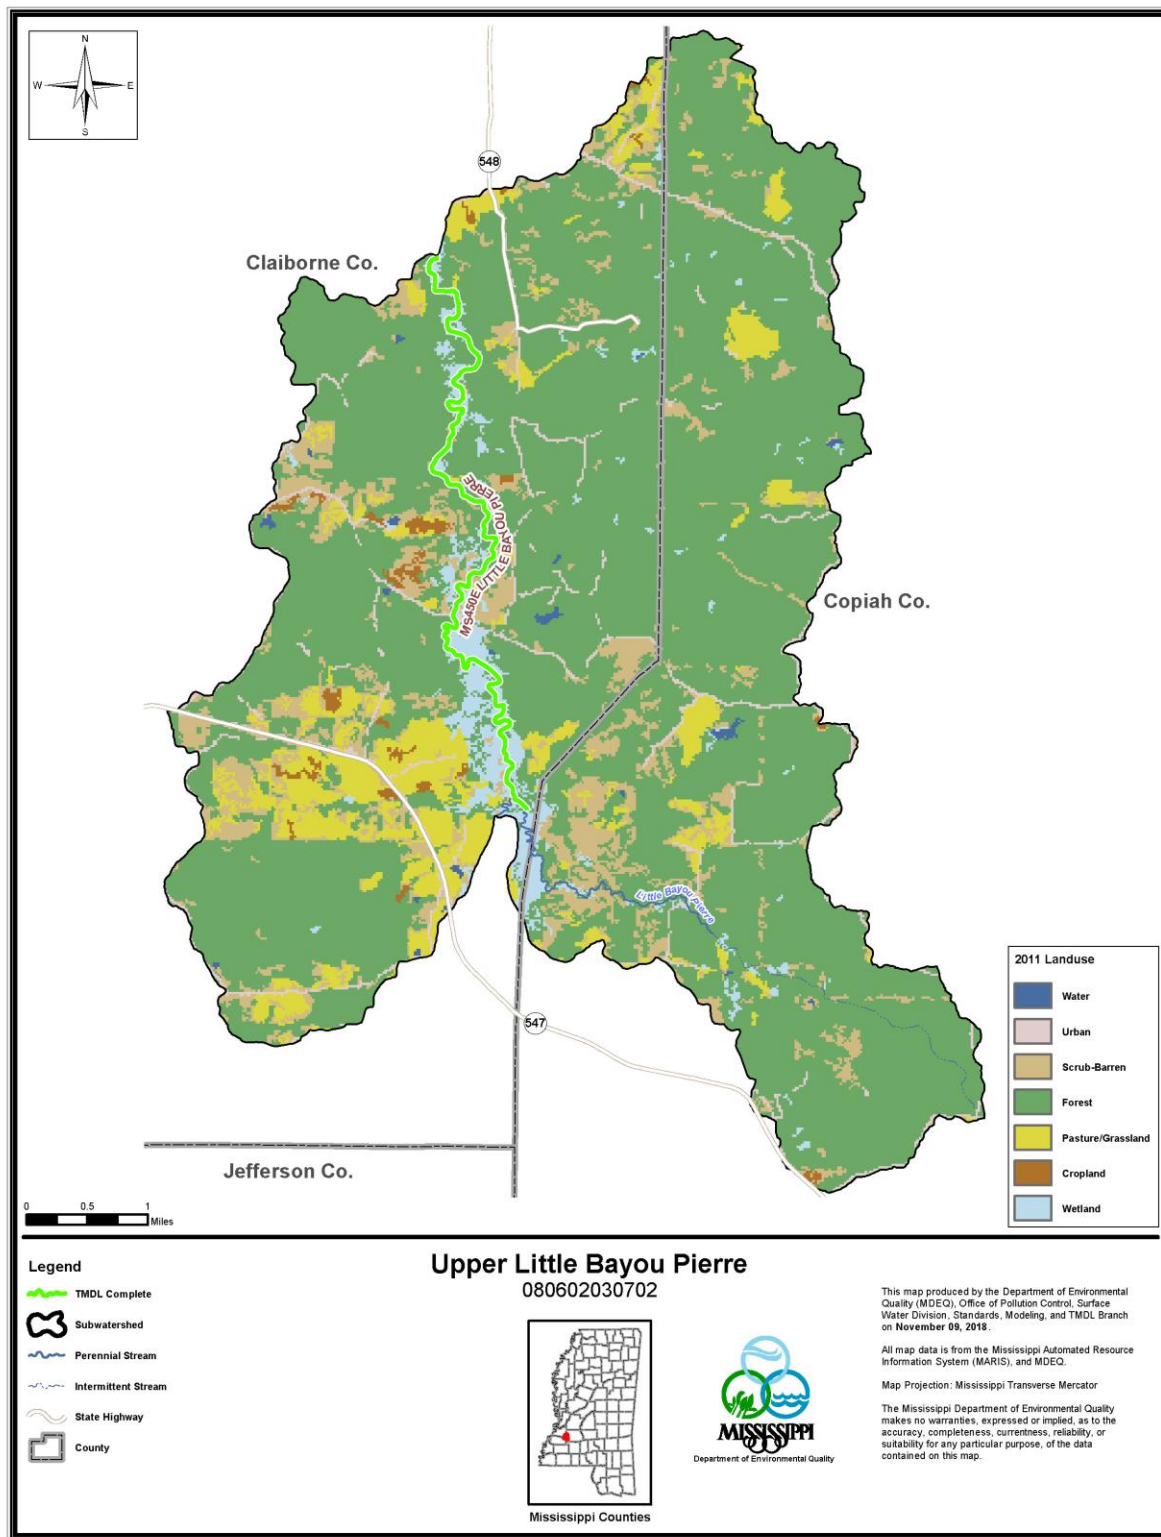 N
W
E
S
548
Claiborne Co.
MS450E LITTLE BAYOU PIERRE
Copiah Co.
Little Bayou pierre
547
Jefferson Co.
0 0.5 1
Miles
2011 Landuse
Water
Urban
Scrub-Barren
Forest
Pasture/Grassland
Cropland
Wetland
Legend
TMDL Complete
Subwatershed
Perennial Stream
Intermittent Stream
State Highway
County
Upper Little Bayou Pierre
080602030702
Mississippi Counties
MISSISSIPPI
Department of Environmental Quality
This map produced by the Department of Environmental
Quality (MDEQ), Office of Pollution Control, Surface
Water Division, Standards, Modeling, and TMDL Branch
on November 09, 2018.
All map data is from the Mississippi Automated Resource
Information System (MARIS), and MDEQ.
Map Projection: Mississippi Transverse Mercator
The Mississippi Department of Environmental Quality
makes no warranties, expressed or implied, as to the
accuracy, completeness, currentness, reliability, or
suitability for any particular purpose, of the data
contained on this map.